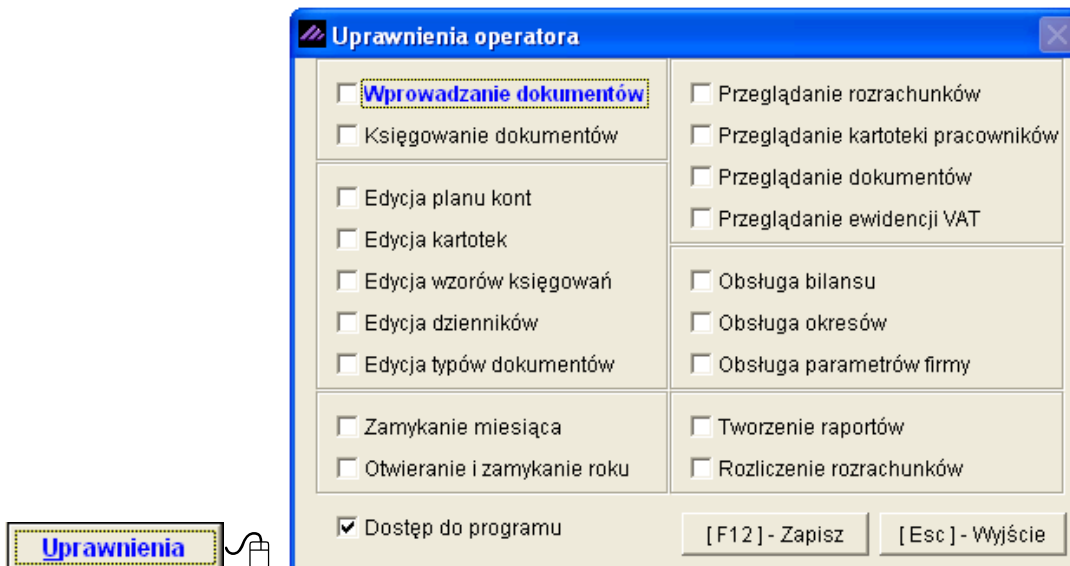 Uprawnienia operatora
Wprowadzanie dokumentów
Księgowanie dokumentów
Edycja planu kont
Edycja kartotek
Edycja wzorów księgowań
Edycja dzienników
Edycja typów dokumentów
Zamykanie miesiąca
Otwieranie i zamykanie roku
Przeglądanie rozrachunków
Przeglądanie kartoteki pracowników
Przeglądanie dokumentów
Przeglądanie ewidencji VAT
Obsługa bilansu
Obsługa okresów
Obsługa parametrów firmy
Tworzenie raportów
Rozliczenie rozrachunków
Dostęp do programu
[ F12 ] - Zapisz
[ Esc ] - Wyjście
Uprawnienia